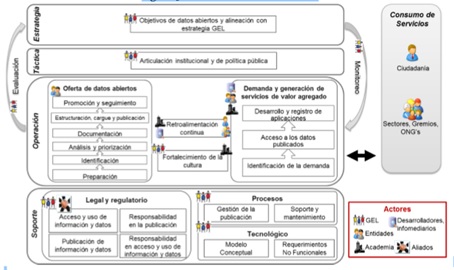 Estrategia
Objetivos de datos abiertos y alineación con
estrategia GEL
Táctica
Articulación institucional y de política pública
Evaluación
Monitoreo
Operación
Oferta de datos abiertos
Promoción y seguimiento
Estructuración, cargue y publicación
Documentación
Análisis y priorización
Identificación
Preparación
Retroalimentación
continua
Fortalecimiento de la
cultura
Demanda y generación de
servicios de valor agregado
Desarrollo y registro de
aplicaciones
Acceso a los datos
publicados
Identificación de la demanda
Soporte
Legal y regulatorio
Acceso y uso de
información y datos
Responsabilidad
en la publicación
Publicación de
información y datos
Responsabilidad
en acceso y uso de
información y datos
Procesos
Gestión de la
publicación
Soporte y
mantenimiento
Tecnológico
Modelo
Conceptual
Requerimientos
No Funcionales
Consumo de
Servicios
Ciudadanía
Sectores, Gremios,
ONG's
Actores
GEL
Desarrolladores,
Infomediarios
Entidades
Academia
Aliados